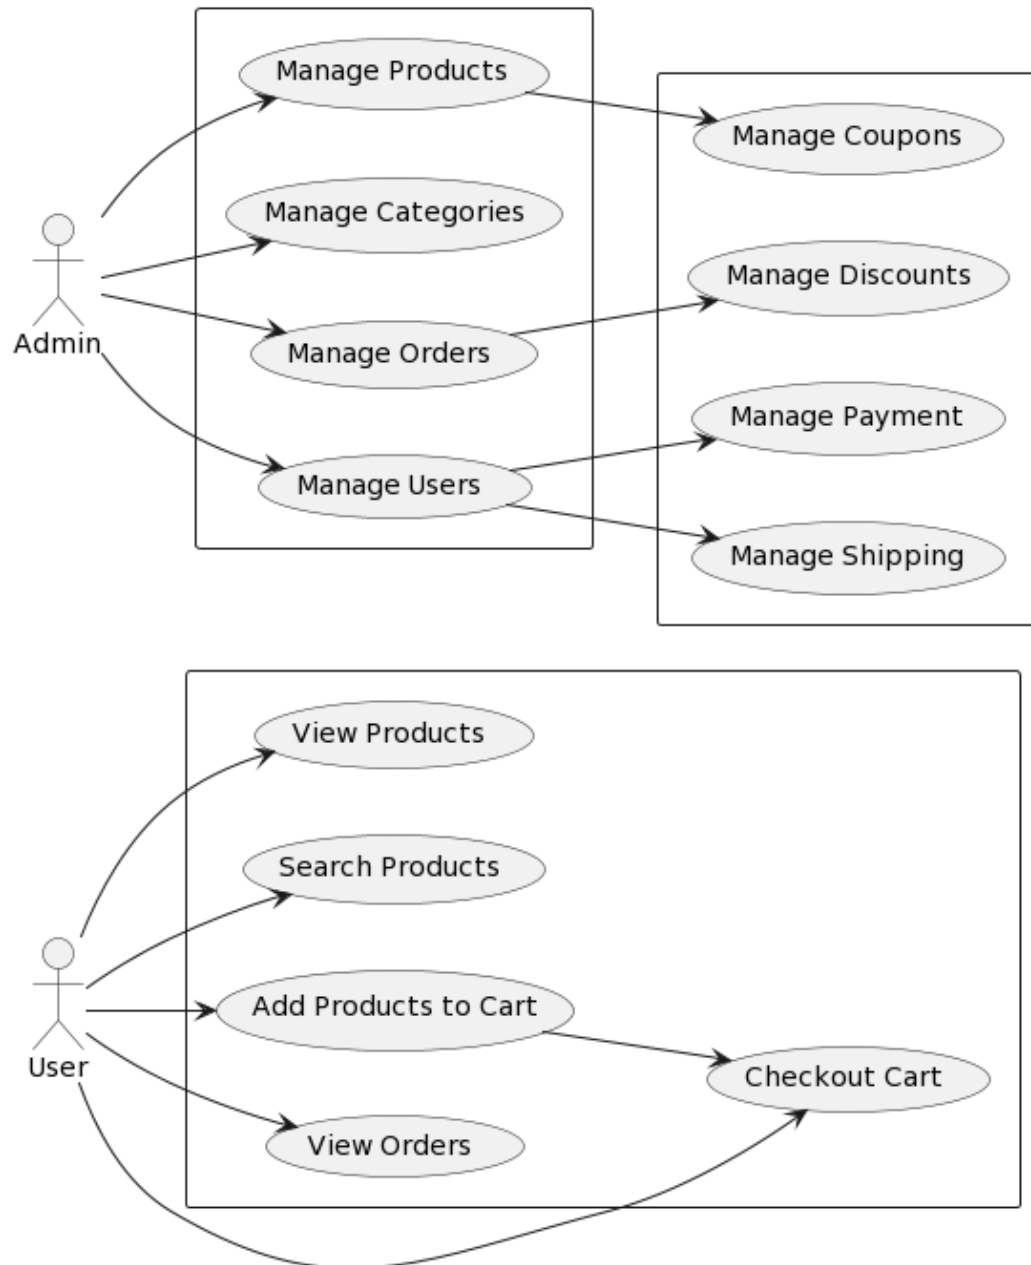 Manage Products
Manage Coupons
Manage Categories
Manage Discounts
Admin
Manage Orders
Manage Payment
Manage Users
Manage Shipping
View Products
Search Products
Add Products to Cart
User
Checkout Cart
View Orders